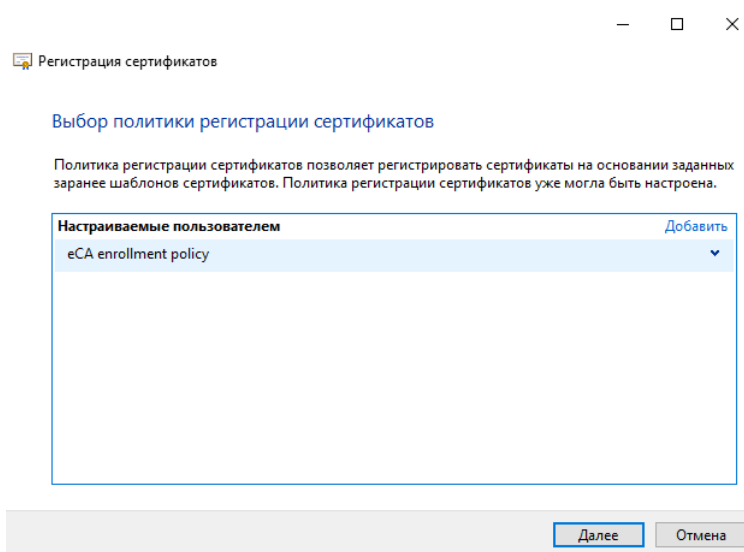 Регистрация сертификатов
Выбор политики регистрации сертификатов
Политика регистрации сертификатов позволяет регистрировать сертификаты на основании заданных
заранее шаблонов сертификатов. Политика регистрации сертификатов уже могла быть настроена.
Настраиваемые пользователем Добавить
eCA enrollment policy
Далее Отмена